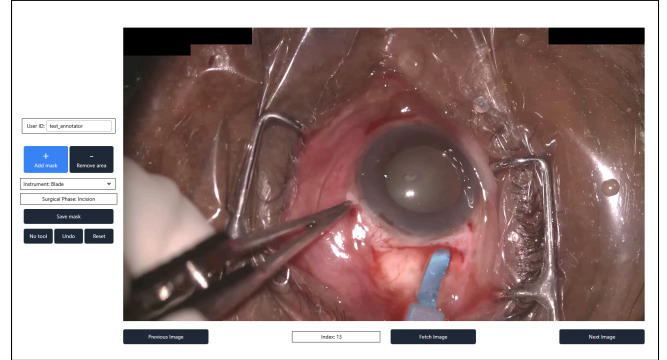 User ID: test_annotator
+ Add mask
- Remove area
Instrument: Blade
Surgical Phase: Incision
Save mask
No tool Undo Reset
Previous Image Index: 13 Fetch Image Next Image